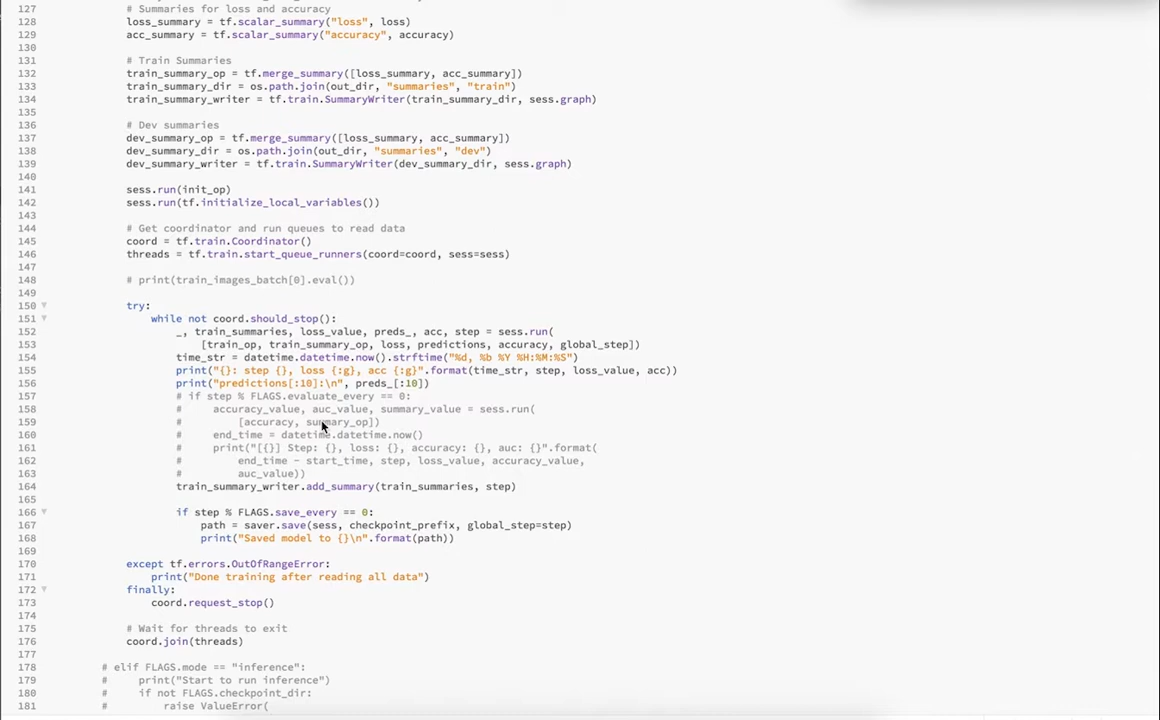 127 # Summaries for loss and accuracy
128 loss_summary = tf.scalar_summary("loss", loss)
129 acc_summary = tf.scalar_summary("accuracy", accuracy)
130
131 # Train Summaries
132 train_summary_op = tf.merge_summary([loss_summary, acc_summary])
133 train_summary_dir = os.path.join(out_dir, "summaries", "train")
134 train_summary_writer = tf.train.SummaryWriter(train_summary_dir, sess.graph)
135
136 # Dev summaries
137 dev_summary_op = tf.merge_summary([loss_summary, acc_summary])
138 dev_summary_dir = os.path.join(out_dir, "summaries", "dev")
139 dev_summary_writer = tf.train.SummaryWriter(dev_summary_dir, sess.graph)
140
141 sess.run(init_op)
142 sess.run(tf.initialize_local_variables())
143
144 # Get coordinator and run queues to read data
145 coord = tf.train.Coordinator()
146 threads = tf.train.start_queue_runners(coord=coord, sess=sess)
147
148 # print(train_images_batch[0].eval())
149
150 try:
151 while not coord.should_stop():
152 _, train_summaries, loss_value, preds_, acc, step = sess.run(
153 [train_op, train_summary_op, loss, predictions, accuracy, global_step])
154 time_str = datetime.datetime.now().strftime("%d, %b %Y %H:%M:%S")
155 print("{}: step {}, loss {:g}, acc {:g}".format(time_str, step, loss_value, acc))
156 print("predictions[:10]:\n", preds_[:10])
157 # if step % FLAGS.evaluate_every == 0:
158 # accuracy_value, auc_value, summary_value = sess.run(
159 # [accuracy, summary_op])
160 # end_time = datetime.datetime.now()
161 # print("[{}] Step: {}, loss: {}, accuracy: {}, auc: {}".format(
162 # end_time - start_time, step, loss_value, accuracy_value,
163 # auc_value))
164 train_summary_writer.add_summary(train_summaries, step)
165
166 if step % FLAGS.save_every == 0:
167 path = saver.save(sess, checkpoint_prefix, global_step=step)
168 print("Saved model to {}\n".format(path))
169
170 except tf.errors.OutOfRangeError:
171 print("Done training after reading all data")
172 finally:
173 coord.request_stop()
174
175 # Wait for threads to exit
176 coord.join(threads)
177
178 # elif FLAGS.mode == "inference":
179 # print("Start to run inference")
180 # if not FLAGS.checkpoint_dir:
181 # raise ValueError(